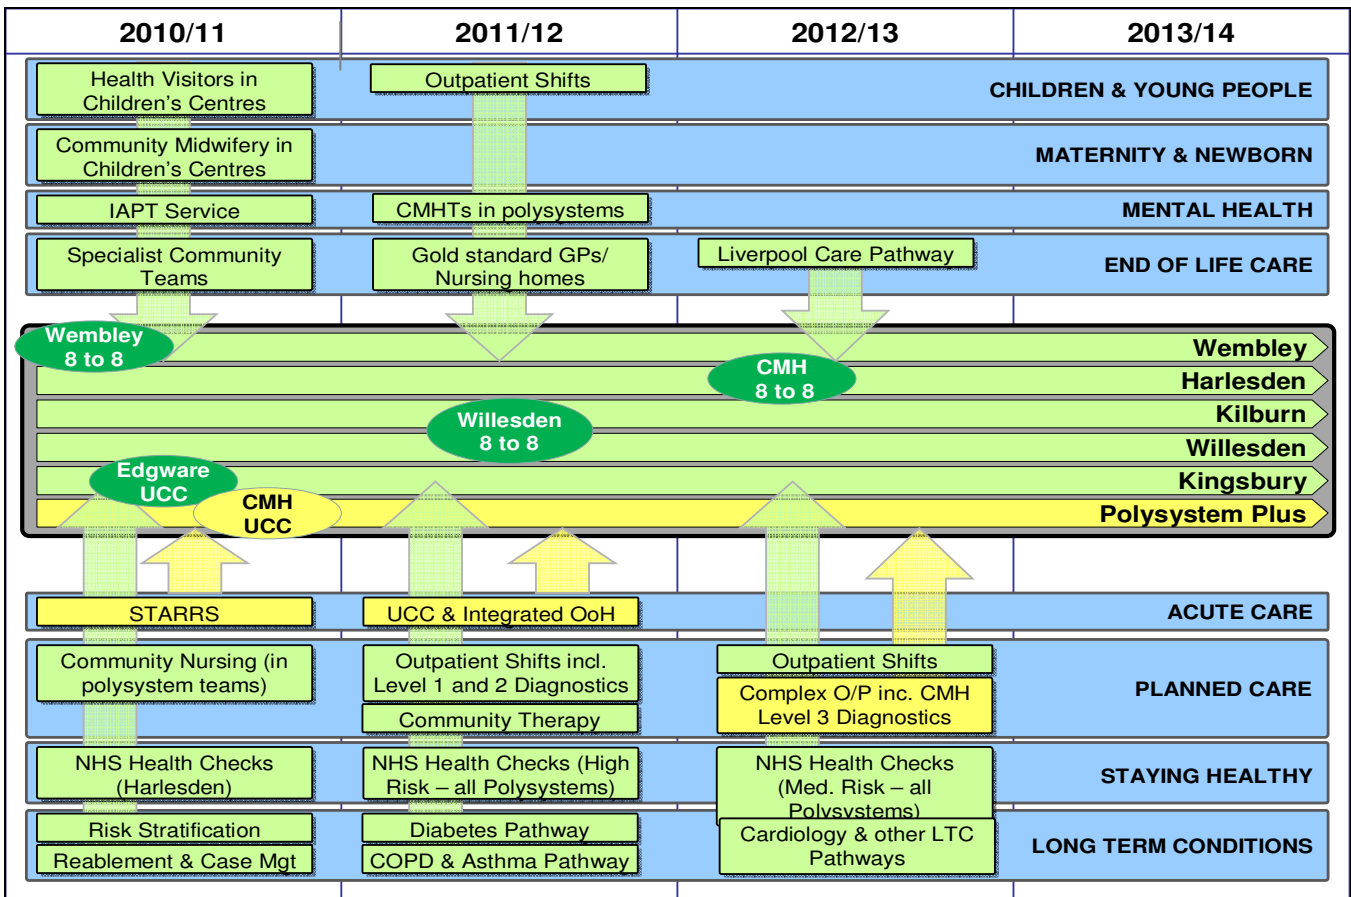 2010/11
2011/12
2012/13
2013/14
Health Visitors in
Children's Centres
Outpatient Shifts
CHILDREN & YOUNG PEOPLE
Community Midwifery in
Children's Centres
MATERNITY & NEWBORN
IAPT Service
CMHTs in polysystems
MENTAL HEALTH
Specialist Community
Teams
Gold standard GPs/
Nursing homes
Liverpool Care Pathway
END OF LIFE CARE
Wembley
8 to 8
Wembley
CMH
8 to 8
Harlesden
Willesden
8 to 8
Kilburn
Willesden
Edgware
UCC
Kingsbury
CMH
UCC
Polysystem Plus
STARRS
UCC & Integrated OoH
ACUTE CARE
Community Nursing (in
polysystem teams)
Outpatient Shifts incl.
Level 1 and 2 Diagnostics
Community Therapy
Outpatient Shifts
Complex O/P inc. CMH
Level 3 Diagnostics
PLANNED CARE
NHS Health Checks
(Harlesden)
NHS Health Checks (High
Risk – all Polysystems)
NHS Health Checks
(Med. Risk – all
Polysystems)
STAYING HEALTHY
Risk Stratification
Reablement & Case Mgt
Diabetes Pathway
COPD & Asthma Pathway
Cardiology & other LTC
Pathways
LONG TERM CONDITIONS